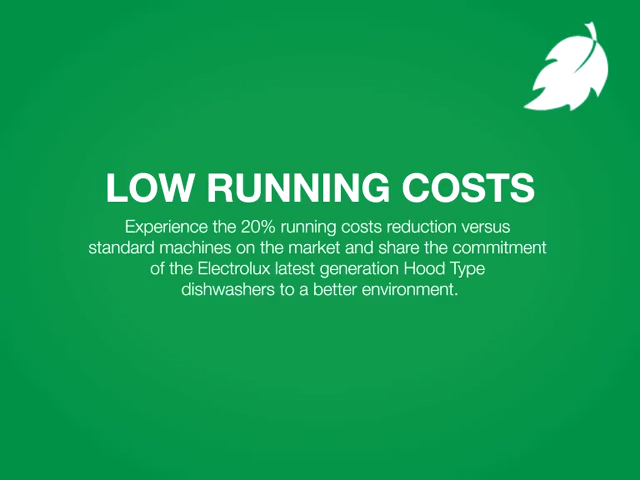 LOW RUNNING COSTS
Experience the 20% running costs reduction versus
standard machines on the market and share the commitment
of the Electrolux latest generation Hood Type
dishwashers to a better environment.